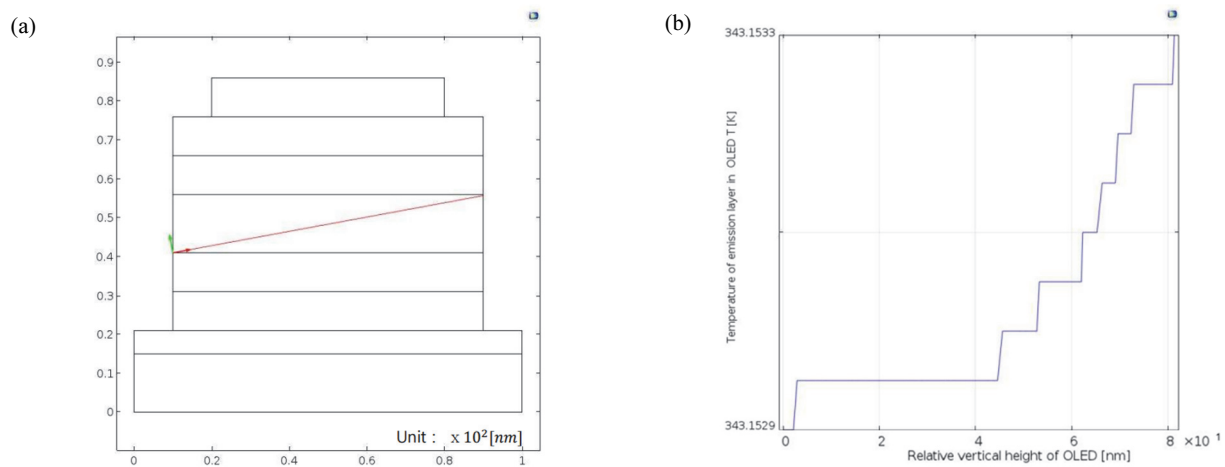 (a)
0.9
0.8
0.7
0.6
0.5
0.4
0.3
0.2
0.1
0
Unit : x 10² [nm]
0 0.2 0.4 0.6 0.8 1
(b)
343.1533
Temperature of emission layer in OLED T [K]
343.1529
0 2 4 6 8 ×10 1
Relative vertical height of OLED [nm]